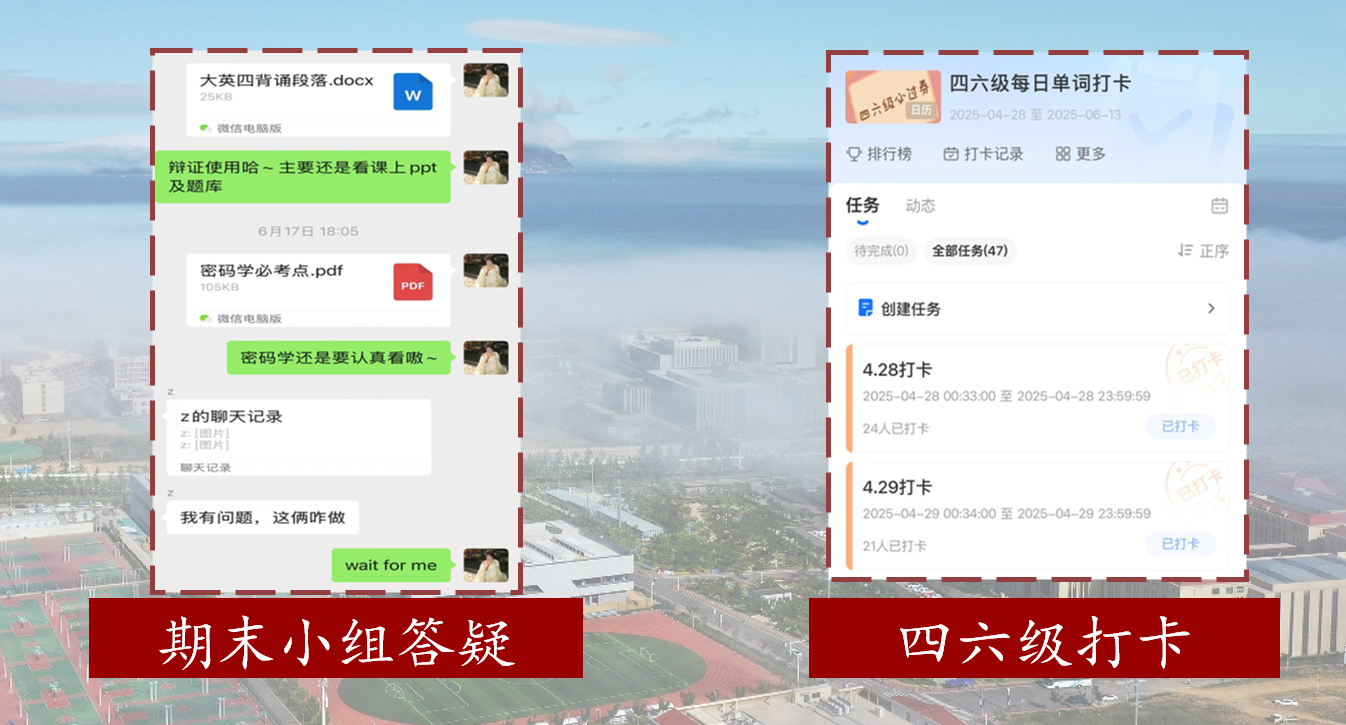 大英四背诵段落.docx
25KB
W
微信电脑版
辩证使用哈~主要还是看课上ppt
及题库
6月17日 18:05
密码学必考点.pdf
105KB
PDF
微信电脑版
密码学还是要认真看嗷~
z
z的聊天记录
z: [图片]
z: [图片]
聊天记录
z
我有问题，这俩咋做
wait for me
期末小组答疑
四六级必过券
日历
四六级每日单词打卡
2025-04-28 至 2025-06-13
排行榜 打卡记录 更多
任务 动态
待完成(0) 全部任务(47) 正序
创建任务
4.28打卡
已打卡
2025-04-28 00:33:00 至 2025-04-28 23:59:59
24人已打卡 已打卡
4.29打卡
已打卡
2025-04-29 00:34:00 至 2025-04-29 23:59:59
21人已打卡 已打卡
四六级打卡